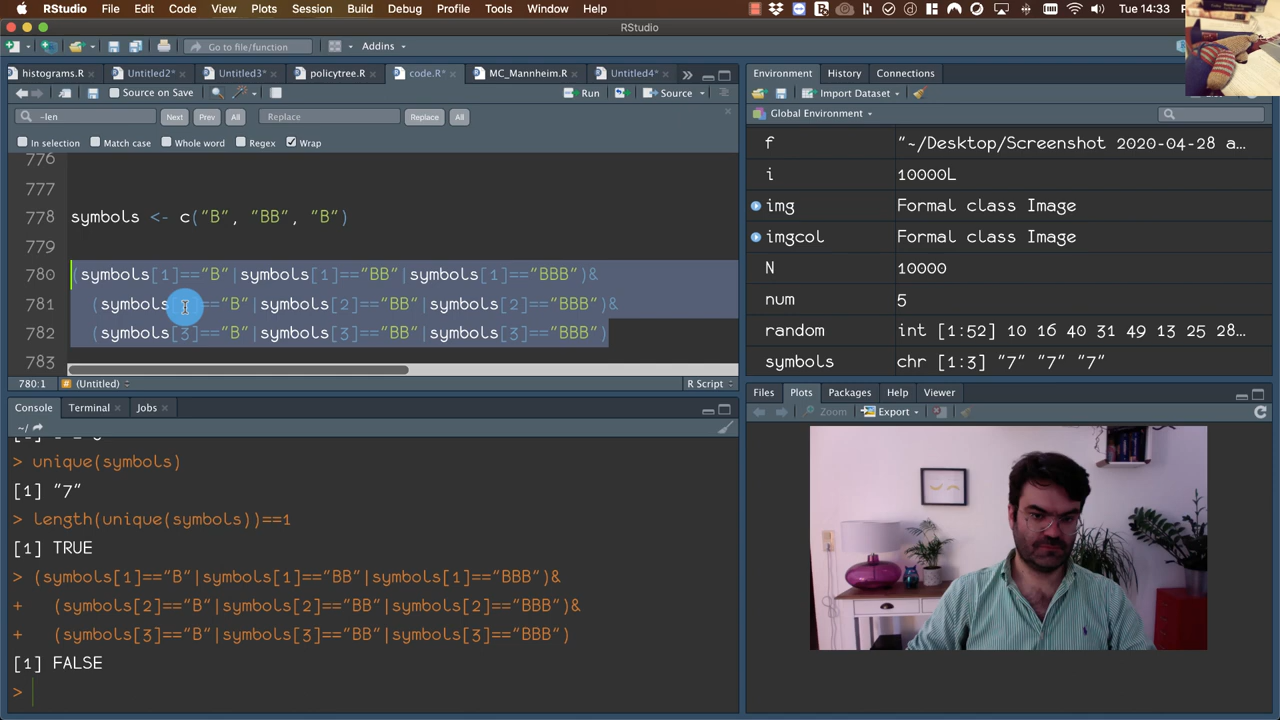 RStudio File Edit Code View Plots Session Build Debug Profile Tools Window Help Tue 14:33
RStudio
Go to file/function Addins
histograms.R Untitled2* Untitled3* policytree.R code.R* MC_Mannheim.R Untitled4*
Source on Save Run Source
~len Next Prev All Replace Replace All
In selection Match case Whole word Regex Wrap
776
777
778 symbols <- c("B", "BB", "B")
779
780 (symbols[1]=="B"|symbols[1]=="BB"|symbols[1]=="BBB")&
781 (symbols[2]=="B"|symbols[2]=="BB"|symbols[2]=="BBB")&
782 (symbols[3]=="B"|symbols[3]=="BB"|symbols[3]=="BBB")
783
780:1 (Untitled) R Script
Console Terminal Jobs
~/
> unique(symbols)
[1] "7"
> length(unique(symbols))==1
[1] TRUE
> (symbols[1]=="B"|symbols[1]=="BB"|symbols[1]=="BBB")&
+ (symbols[2]=="B"|symbols[2]=="BB"|symbols[2]=="BBB")&
+ (symbols[3]=="B"|symbols[3]=="BB"|symbols[3]=="BBB")
[1] FALSE
>
Environment History Connections
Import Dataset
Global Environment
f "~/Desktop/Screenshot 2020-04-28 a...
i 10000L
img Formal class Image
imgcol Formal class Image
N 10000
num 5
random int [1:52] 10 16 40 31 49 13 25 28...
symbols chr [1:3] "7" "7" "7"
Files Plots Packages Help Viewer
Zoom Export